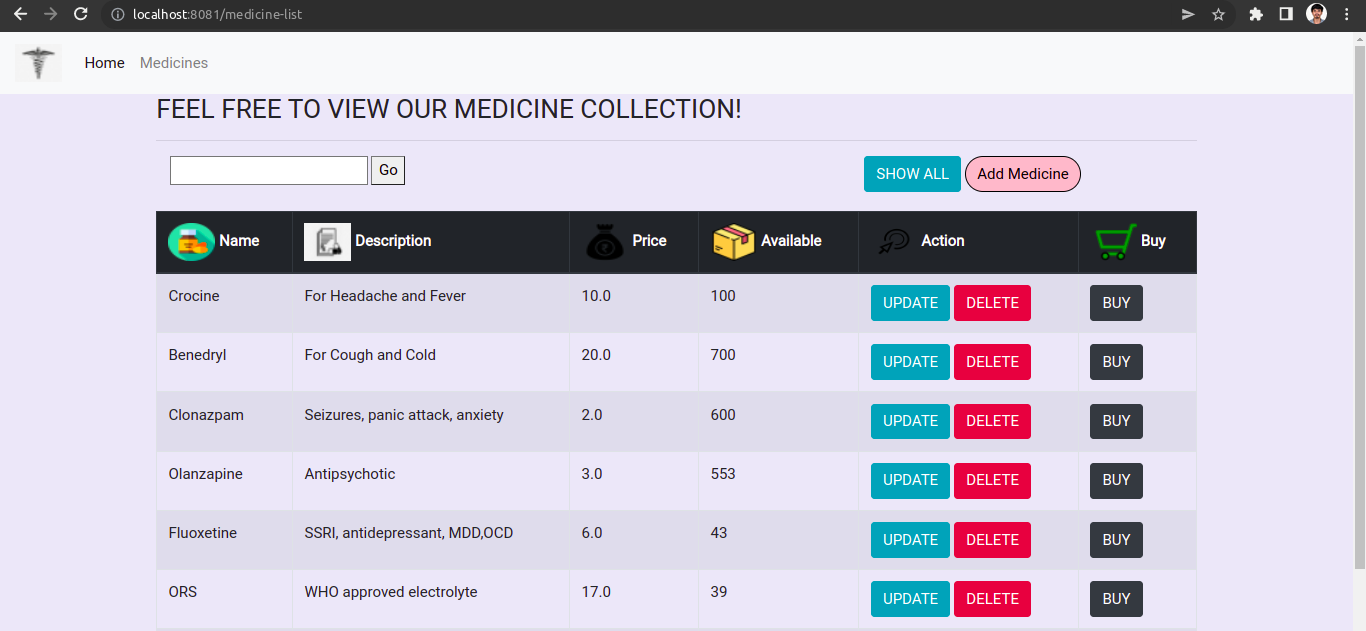 localhost:8081/medicine-list
Home Medicines
FEEL FREE TO VIEW OUR MEDICINE COLLECTION!
Go SHOW ALL Add Medicine
Name Description Price Available Action Buy
Crocine For Headache and Fever 10.0 100 UPDATE DELETE BUY
Benedryl For Cough and Cold 20.0 700 UPDATE DELETE BUY
Clonazpam Seizures, panic attack, anxiety 2.0 600 UPDATE DELETE BUY
Olanzapine Antipsychotic 3.0 553 UPDATE DELETE BUY
Fluoxetine SSRI, antidepressant, MDD,OCD 6.0 43 UPDATE DELETE BUY
ORS WHO approved electrolyte 17.0 39 UPDATE DELETE BUY